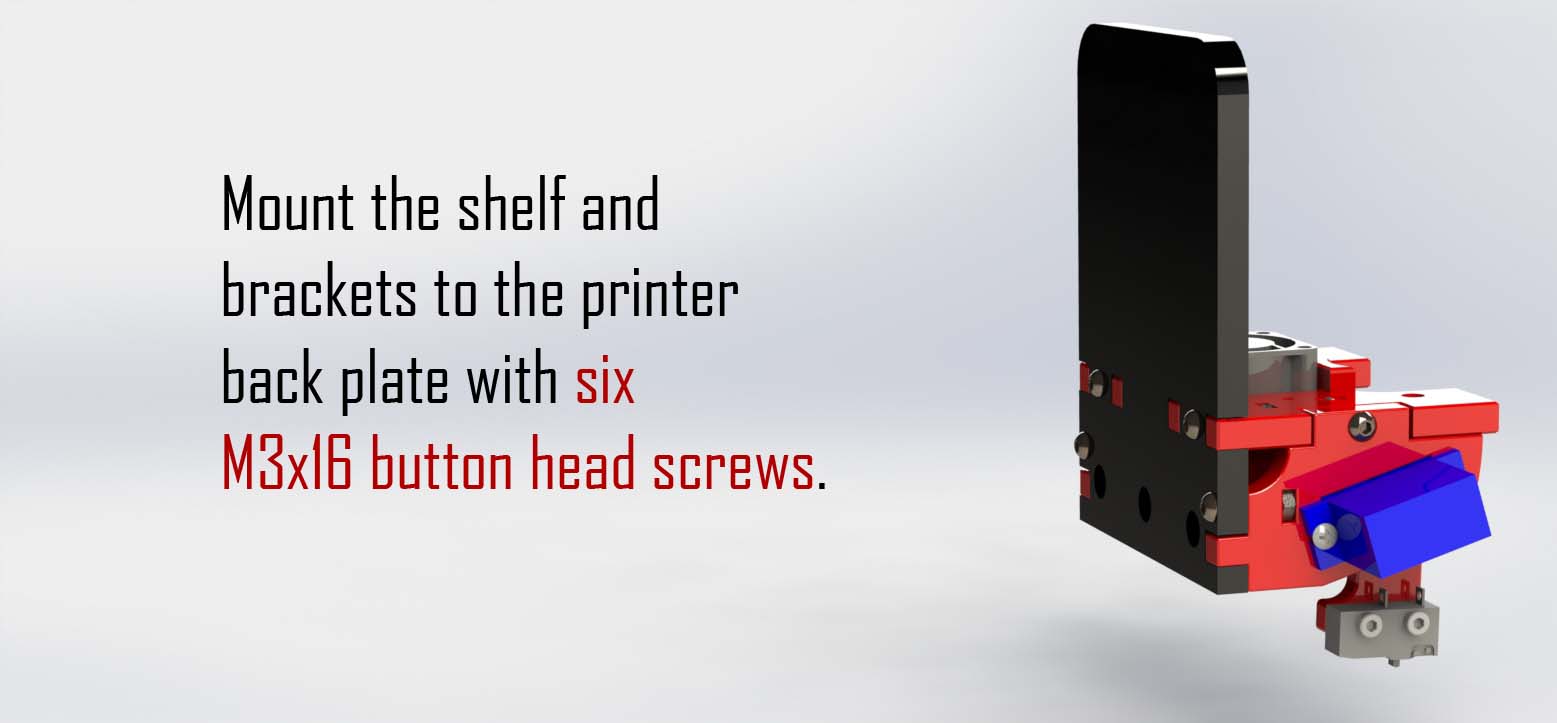 Mount the shelf and
brackets to the printer
back plate with six
M3x16 button head screws.